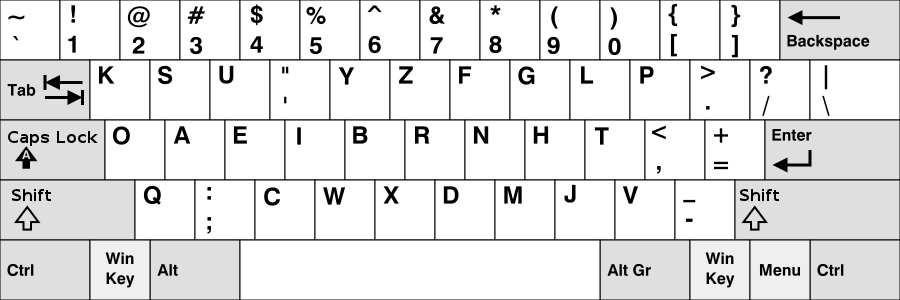 ~ ! @ # $ % ^ & * ( ) { }
` 1 2 3 4 5 6 7 8 9 0 [ ] Backspace
Tab K S U " Y Z F G L P > ? |
' . / \
Caps Lock O A E I B R N H T < + Enter
A , =
Shift Q : C W X D M J V _ Shift
; -
Ctrl Win Key Alt Alt Gr Win Key Menu Ctrl